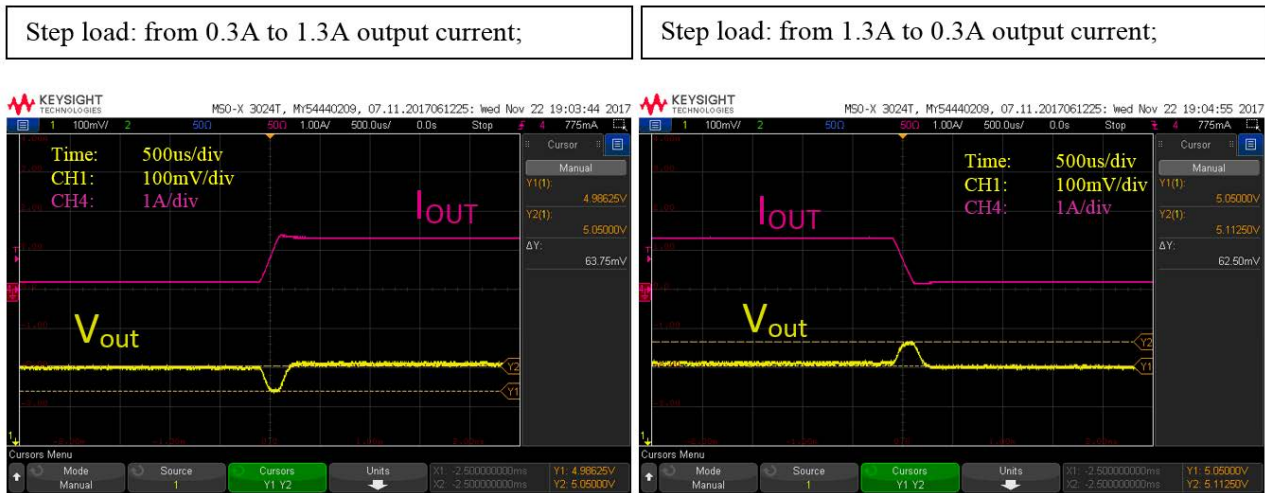 Step load: from 0.3A to 1.3A output current;
Step load: from 1.3A to 0.3A output current;
KEYSIGHT
TECHNOLOGIES
MSO-X 3024T, MY54440209, 07.11.2017061225: Wed Nov 22 19:03:44 2017
1 100mV/ 2 50Ω 50Ω 1.00A/ 500.0us/ 0.0s Stop 4 775mA
Time: 500us/div
CH1: 100mV/div
CH4: 1A/div
IOUT
Vout
Cursor
Manual
Y1(1):
4.98625V
Y2(1):
5.05000V
ΔY:
63.75mV
Y2
Y1
Cursors Menu
Mode
Manual
Source
1
Cursors
Y1 Y2
Units
X1: -2.500000000ms
X2: -2.500000000ms
Y1: 4.98625V
Y2: 5.05000V
KEYSIGHT
TECHNOLOGIES
MSO-X 3024T, MY54440209, 07.11.2017061225: Wed Nov 22 19:04:55 2017
1 100mV/ 2 50Ω 50Ω 1.00A/ 500.0us/ 0.0s Stop 4 775mA
Time: 500us/div
CH1: 100mV/div
CH4: 1A/div
IOUT
Vout
Cursor
Manual
Y1(1):
5.05000V
Y2(1):
5.11250V
ΔY:
62.50mV
Y2
Y1
Cursors Menu
Mode
Manual
Source
1
Cursors
Y1 Y2
Units
X1: -2.500000000ms
X2: -2.500000000ms
Y1: 5.05000V
Y2: 5.11250V